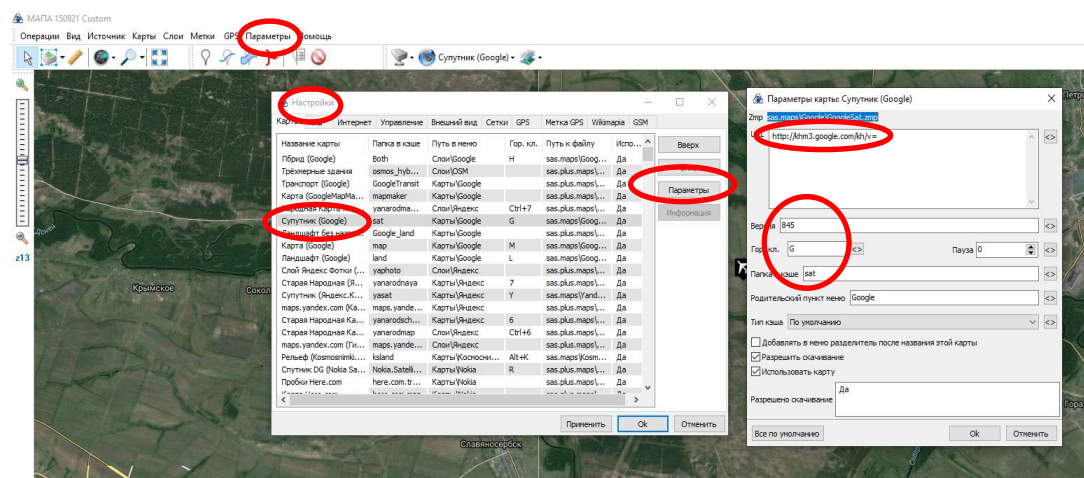 МАПА 150921 Custom
Операции Вид Источник Карты Слои Метки GPS Параметры Помощь
Супутник (Google)
z13
Крымское
Славяносербск
Настройки
Интернет Управление Внешний вид Сетки GPS Метка GPS Wikimapia GSM
Название карты Папка в кэше Путь в меню Гор. кл. Путь к файлу Испо...
Гібрид (Google) Both Слои\Google H sas.maps\Goog... Да
Трёхмерные здания osmos_hyb... Слои\OSM sas.plus.maps\... Да
Транспорт (Google) GoogleTransit Карты\Google sas.plus.maps\... Да
Карта (GoogleMapMa... mapmaker Карты\Google sas.plus.maps\... Да
Народная Карта yanarodma... Слои\Яндекс Ctrl+7 sas.plus.maps\... Да
Супутник (Google) sat Карты\Google G sas.maps\Goog... Да
Ландшафт без Google_land Карты\Google sas.plus.maps\... Да
Карта (Google) map Карты\Google M sas.maps\Goog... Да
Ландшафт (Google) land Карты\Google L sas.maps\Goog... Да
Слой Яндекс Фотки (... yaphoto Слои\Яндекс sas.plus.maps\... Да
Старая Народная (Я... yanarodnaya Карты\Яндекс 7 sas.plus.maps\... Да
Супутник (Яндекс.К... yasat Карты\Яндекс Y sas.maps\Yand... Да
maps.yandex.com (Ка... maps.yande... Карты\Яндекс sas.plus.maps\... Да
Старая Народная Ка... yanarodsch... Карты\Яндекс 6 sas.plus.maps\... Да
Старая Народная Ка... yanarodmap Слои\Яндекс Ctrl+6 sas.plus.maps\... Да
maps.yandex.com (Ги... maps.yande... Слои\Яндекс sas.plus.maps\... Да
Рельеф (Kosmosnimki.... ksland Карты\Косносни... Alt+K sas.maps\Kosm... Да
Спутник DG (Nokia Sa... Nokia.Satelli... Карты\Nokia R sas.plus.maps\... Да
Пробки Here.com here.com.tr... Карты\Nokia sas.plus.maps\... Да
Вверх
Параметры
Информация
Применить Ok Отменить
Параметры карты: Супутник (Google)
Zmp sas.maps\Google\GoogleSat.zmp
http://khm3.google.com/kh/v=
<>
Версия 845 <>
Гор. кл. G <> Пауза 0 <>
Папка в кэше sat <>
Родительский пункт меню Google <>
Тип кэша По умолчанию <>
Добавлять в меню разделитель после названия этой карты
Разрешить скачивание
Использовать карту
Разрешено скачивание Да
Все по умолчанию Ok Отменить